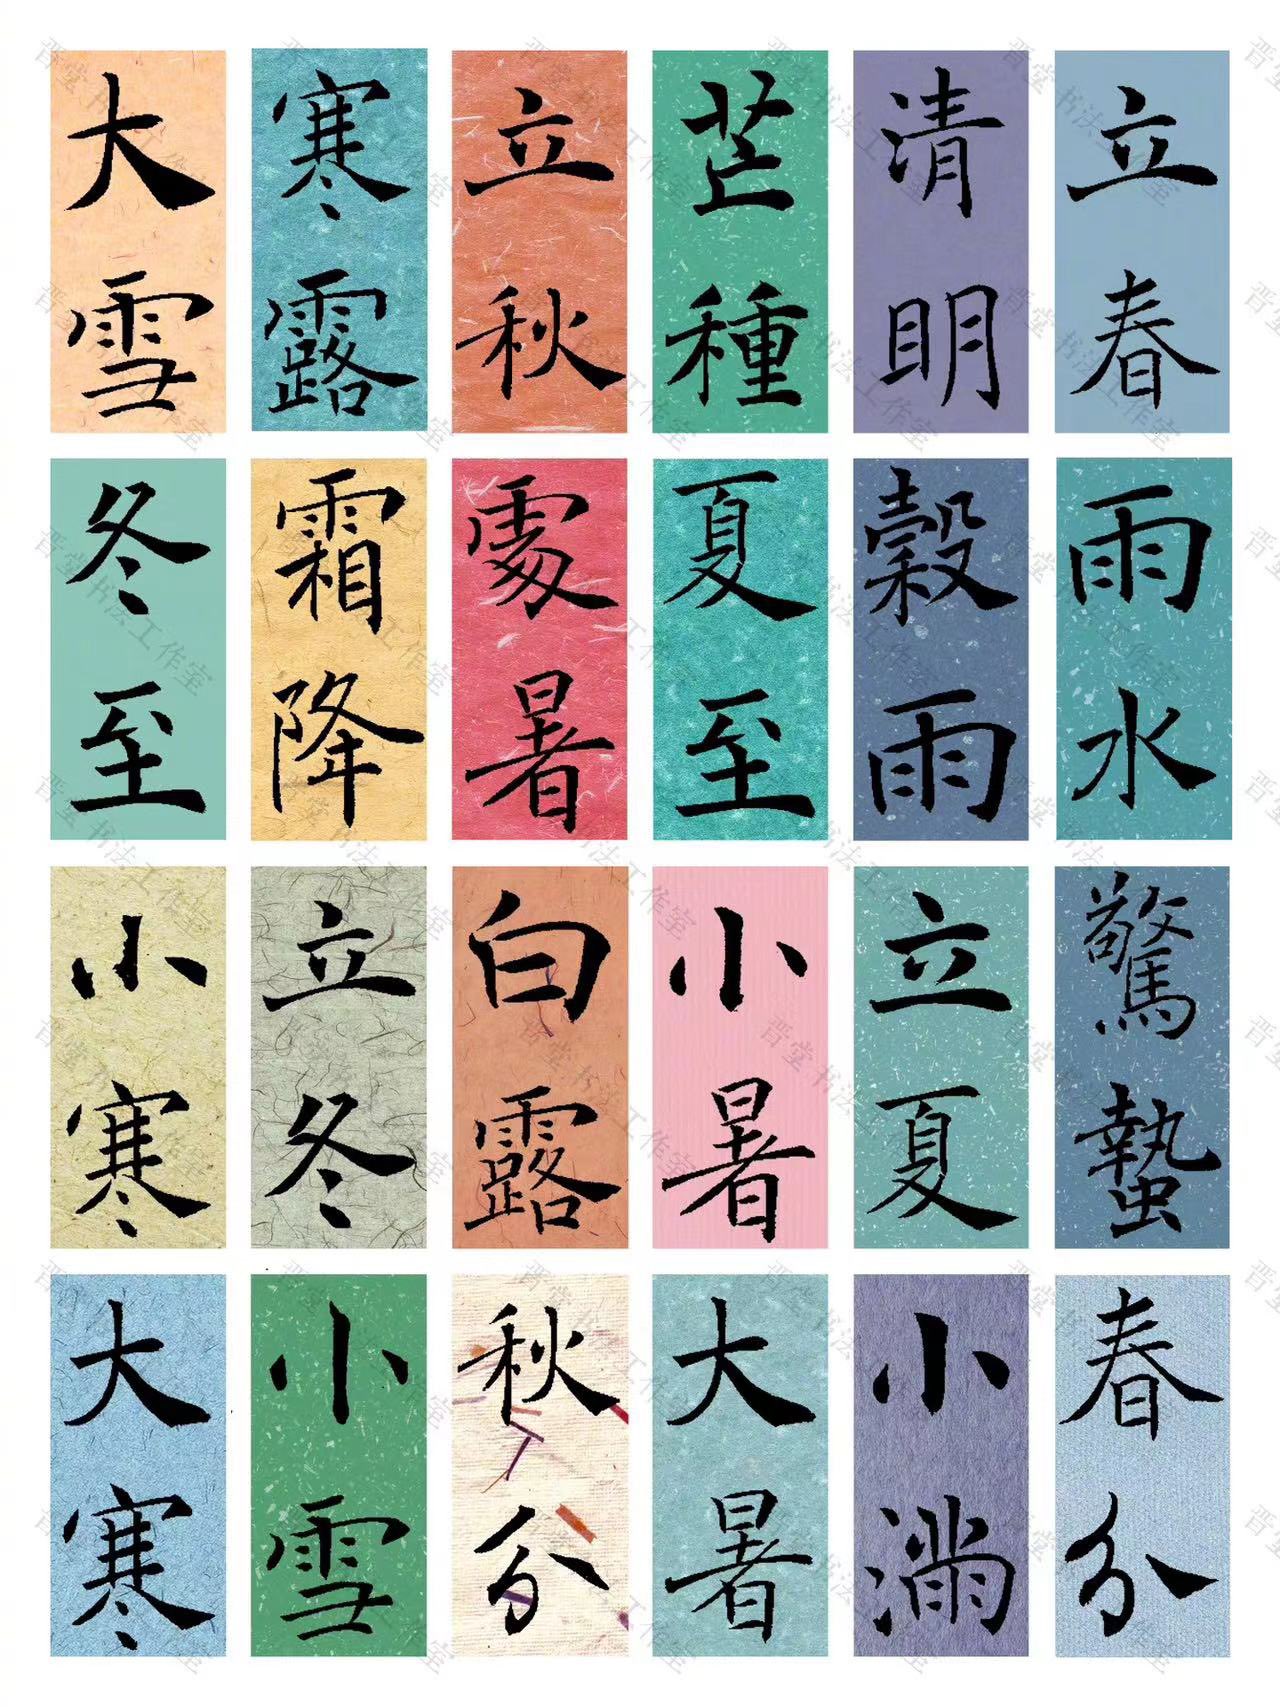 立春
雨水
驚蟄
春分
清明
穀雨
立夏
小滿
芒種
夏至
小暑
大暑
立秋
處暑
白露
秋分
寒露
霜降
立冬
小雪
大雪
冬至
小寒
大寒
晋堂书法工作室